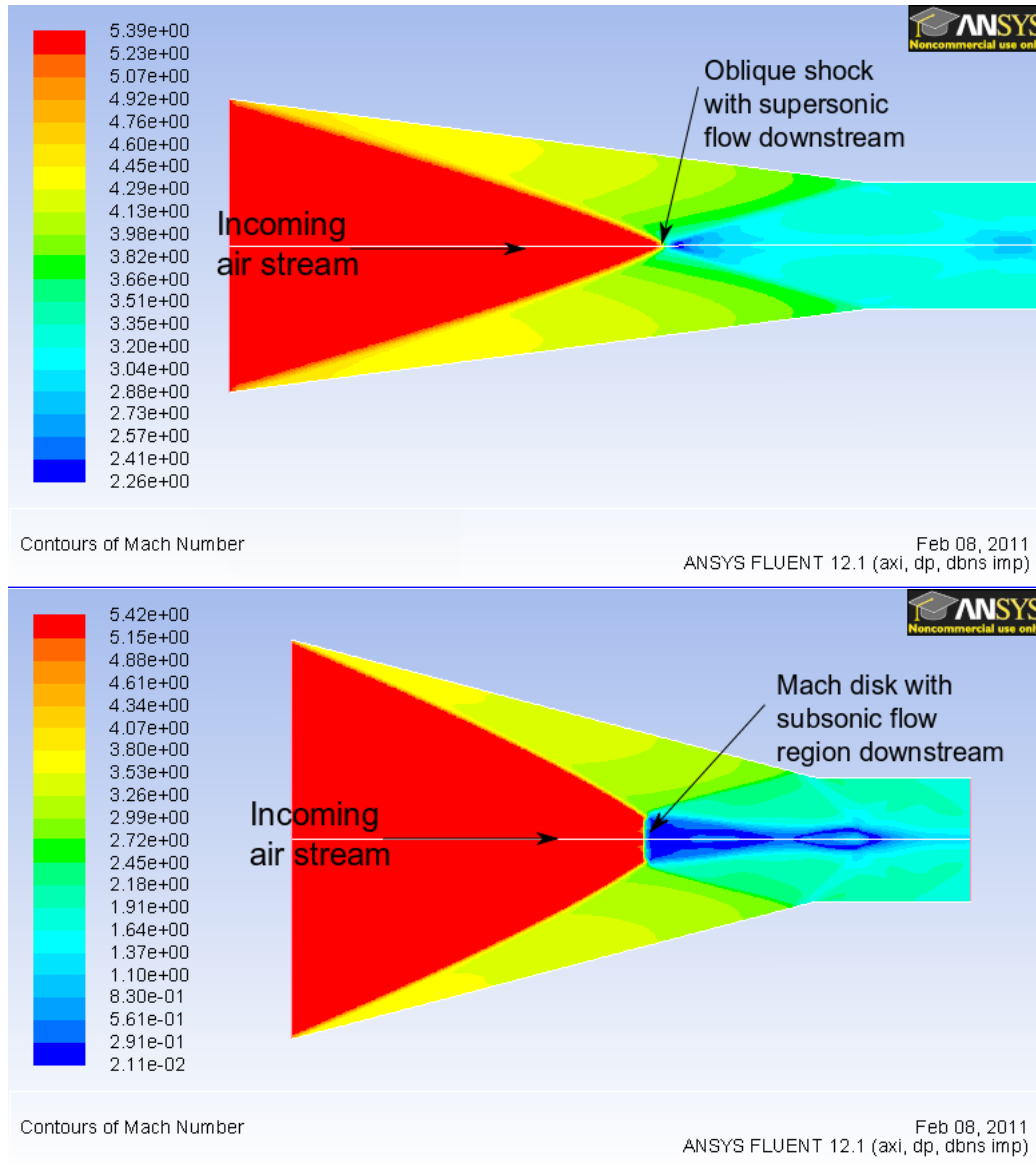 ANSYS
Noncommercial use only
5.39e+00
5.23e+00
5.07e+00
4.92e+00
4.76e+00
4.60e+00
4.45e+00
4.29e+00
4.13e+00
3.98e+00
3.82e+00
3.66e+00
3.51e+00
3.35e+00
3.20e+00
3.04e+00
2.88e+00
2.73e+00
2.57e+00
2.41e+00
2.26e+00
Oblique shock
with supersonic
flow downstream
Incoming
air stream
Contours of Mach Number
Feb 08, 2011
ANSYS FLUENT 12.1 (axi, dp, dbns imp)
ANSYS
Noncommercial use only
5.42e+00
5.15e+00
4.88e+00
4.61e+00
4.34e+00
4.07e+00
3.80e+00
3.53e+00
3.26e+00
2.99e+00
2.72e+00
2.45e+00
2.18e+00
1.91e+00
1.64e+00
1.37e+00
1.10e+00
8.30e-01
5.61e-01
2.91e-01
2.11e-02
Mach disk with
subsonic flow
region downstream
Incoming
air stream
Contours of Mach Number
Feb 08, 2011
ANSYS FLUENT 12.1 (axi, dp, dbns imp)